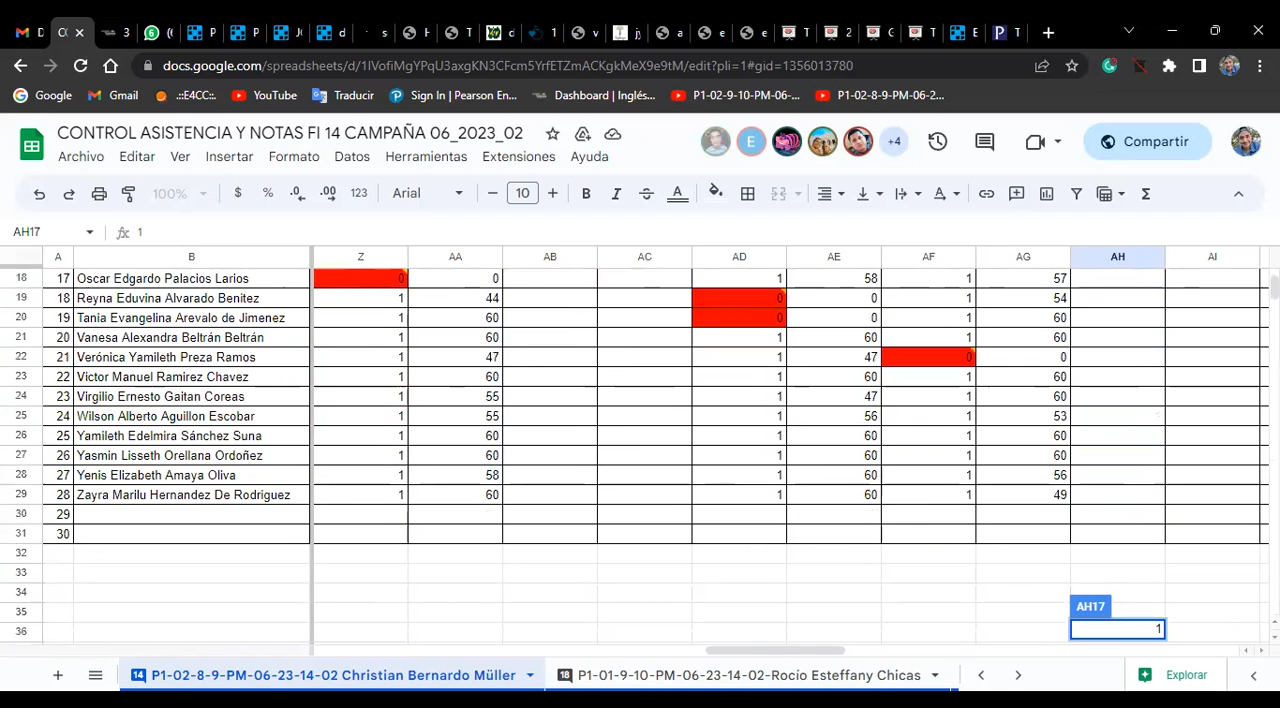 D C × 3 6 ( P P J d s H T d 1 v j a e e T 2 G T E P T +
docs.google.com/spreadsheets/d/1IVofiMgYPqU3axgKN3CFcm5YrfETZmACKgkMeX9e9tM/edit?pli=1#gid=1356013780
Google Gmail .::E4CC::. YouTube Traducir Sign In | Pearson En... Dashboard | Inglés... P1-02-9-10-PM-06-... P1-02-8-9-PM-06-2...
CONTROL ASISTENCIA Y NOTAS FI 14 CAMPAÑA 06_2023_02 E +4 Compartir
Archivo Editar Ver Insertar Formato Datos Herramientas Extensiones Ayuda
100% $ % .0 .00 123 Arial − 10 + B I S A Σ
AH17 fx 1
A B Z AA AB AC AD AE AF AG AH AI
18 17 Oscar Edgardo Palacios Larios 0 0 1 58 1 57
19 18 Reyna Eduvina Alvarado Benitez 1 44 0 0 1 54
20 19 Tania Evangelina Arevalo de Jimenez 1 60 0 0 1 60
21 20 Vanesa Alexandra Beltrán Beltrán 1 60 1 60 1 60
22 21 Verónica Yamileth Preza Ramos 1 47 1 47 0 0
23 22 Victor Manuel Ramirez Chavez 1 60 1 60 1 60
24 23 Virgilio Ernesto Gaitan Coreas 1 55 1 47 1 60
25 24 Wilson Alberto Aguillon Escobar 1 55 1 56 1 53
26 25 Yamileth Edelmira Sánchez Suna 1 60 1 60 1 60
27 26 Yasmin Lisseth Orellana Ordoñez 1 60 1 60 1 60
28 27 Yenis Elizabeth Amaya Oliva 1 58 1 60 1 56
29 28 Zayra Marilu Hernandez De Rodriguez 1 60 1 60 1 49
30 29
31 30
32
33
34
35 AH17
36 1
+ 14 P1-02-8-9-PM-06-23-14-02 Christian Bernardo Müller 18 P1-01-9-10-PM-06-23-14-02-Rocío Esteffany Chicas Explorar